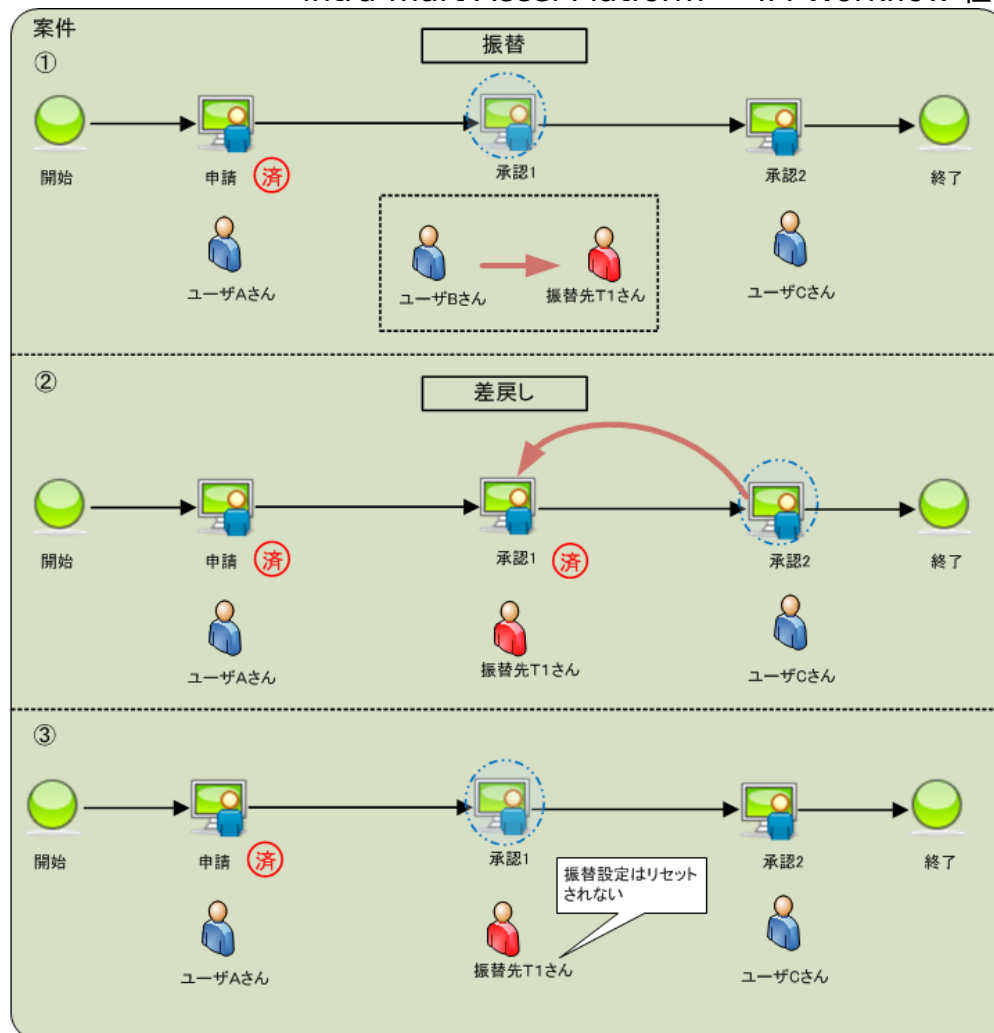 案件
①
振替
開始
申請
済
承認1
承認2
終了
ユーザAさん
ユーザBさん
振替先T1さん
ユーザCさん
②
差戻し
開始
申請
済
承認1
済
承認2
終了
ユーザAさん
振替先T1さん
ユーザCさん
③
開始
申請
済
承認1
承認2
終了
振替設定はリセット
されない
ユーザAさん
振替先T1さん
ユーザCさん